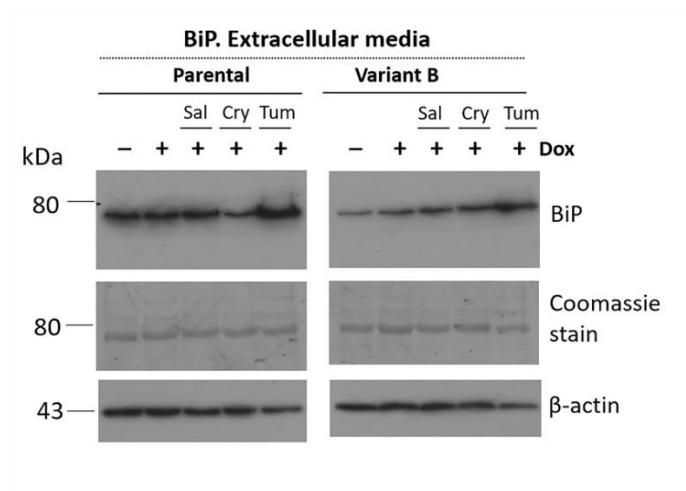 BiP. Extracellular media
Parental Variant B
Sal Cry Tum Sal Cry Tum
kDa − + + + + − + + + + Dox
80 BiP
80 Coomassie
stain
43 β-actin